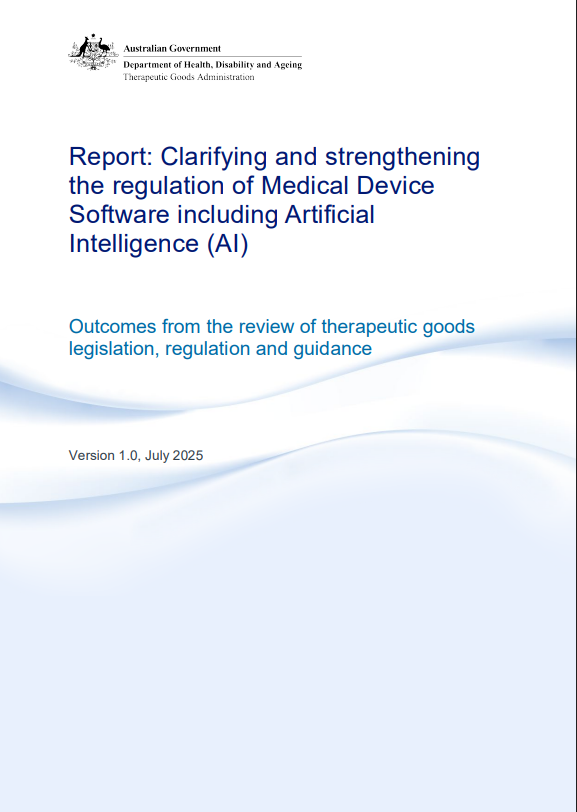 Australian Government
Department of Health, Disability and Ageing
Therapeutic Goods Administration
Report: Clarifying and strengthening
the regulation of Medical Device
Software including Artificial
Intelligence (AI)
Outcomes from the review of therapeutic goods
legislation, regulation and guidance
Version 1.0, July 2025